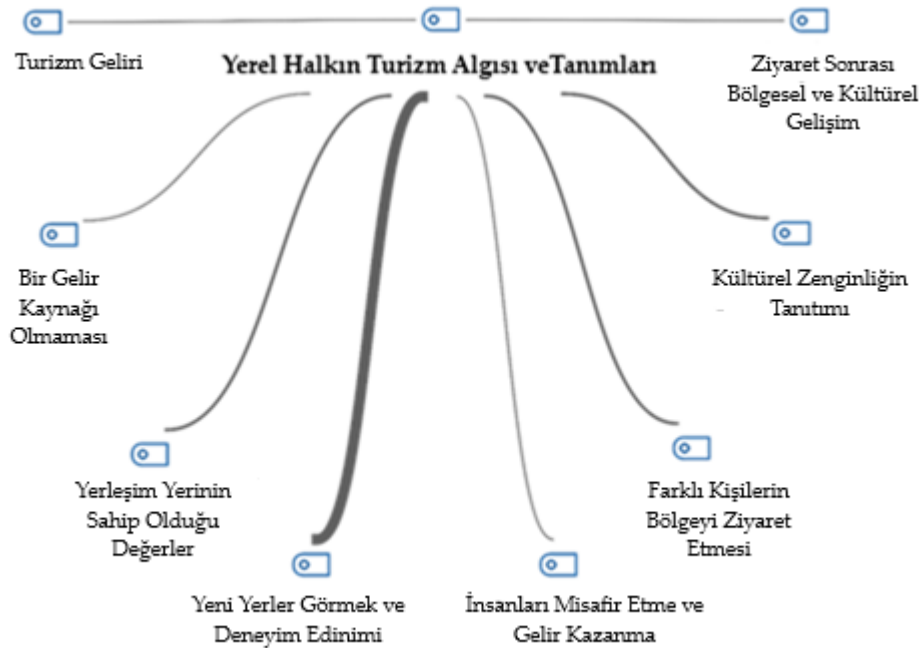 Turizm Geliri
Yerel Halkın Turizm Algısı veTanımları
Ziyaret Sonrası
Bölgesel ve Kültürel
Gelişim
Bir Gelir
Kaynağı
Olmaması
Kültürel Zenginliğin
Tanıtımı
Yerleşim Yerinin
Sahip Olduğu
Değerler
Farklı Kişilerin
Bölgeyi Ziyaret
Etmesi
Yeni Yerler Görmek ve
Deneyim Edinimi
İnsanları Misafir Etme ve
Gelir Kazanma